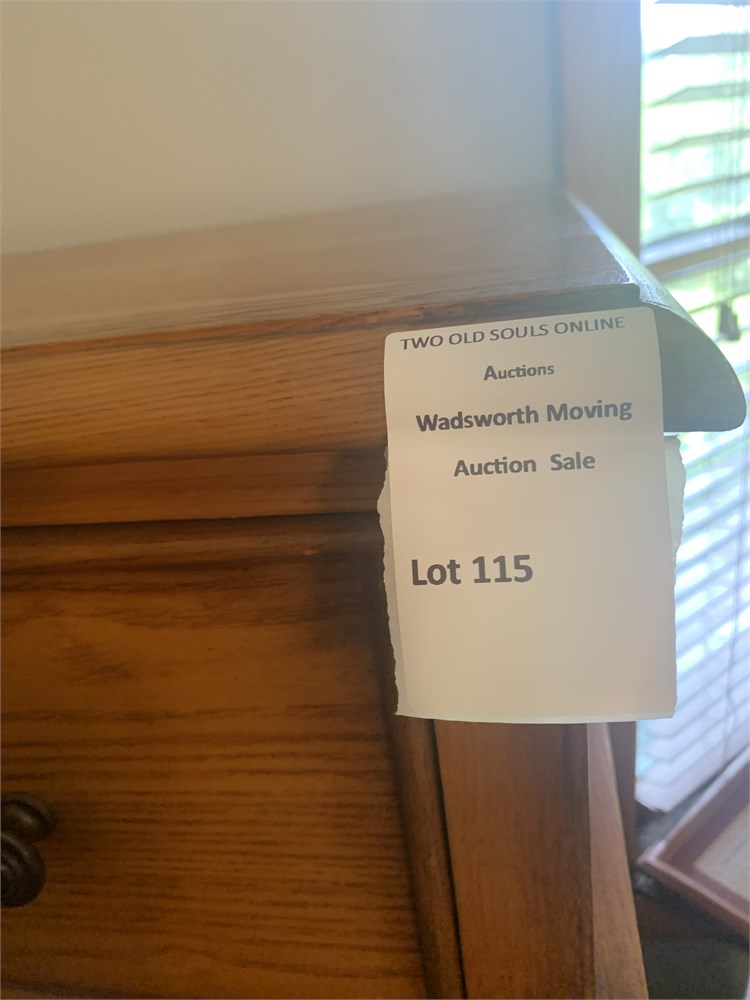 TWO OLD SOULS ONLINE
Auctions
Wadsworth Moving
Auction Sale
Lot 115